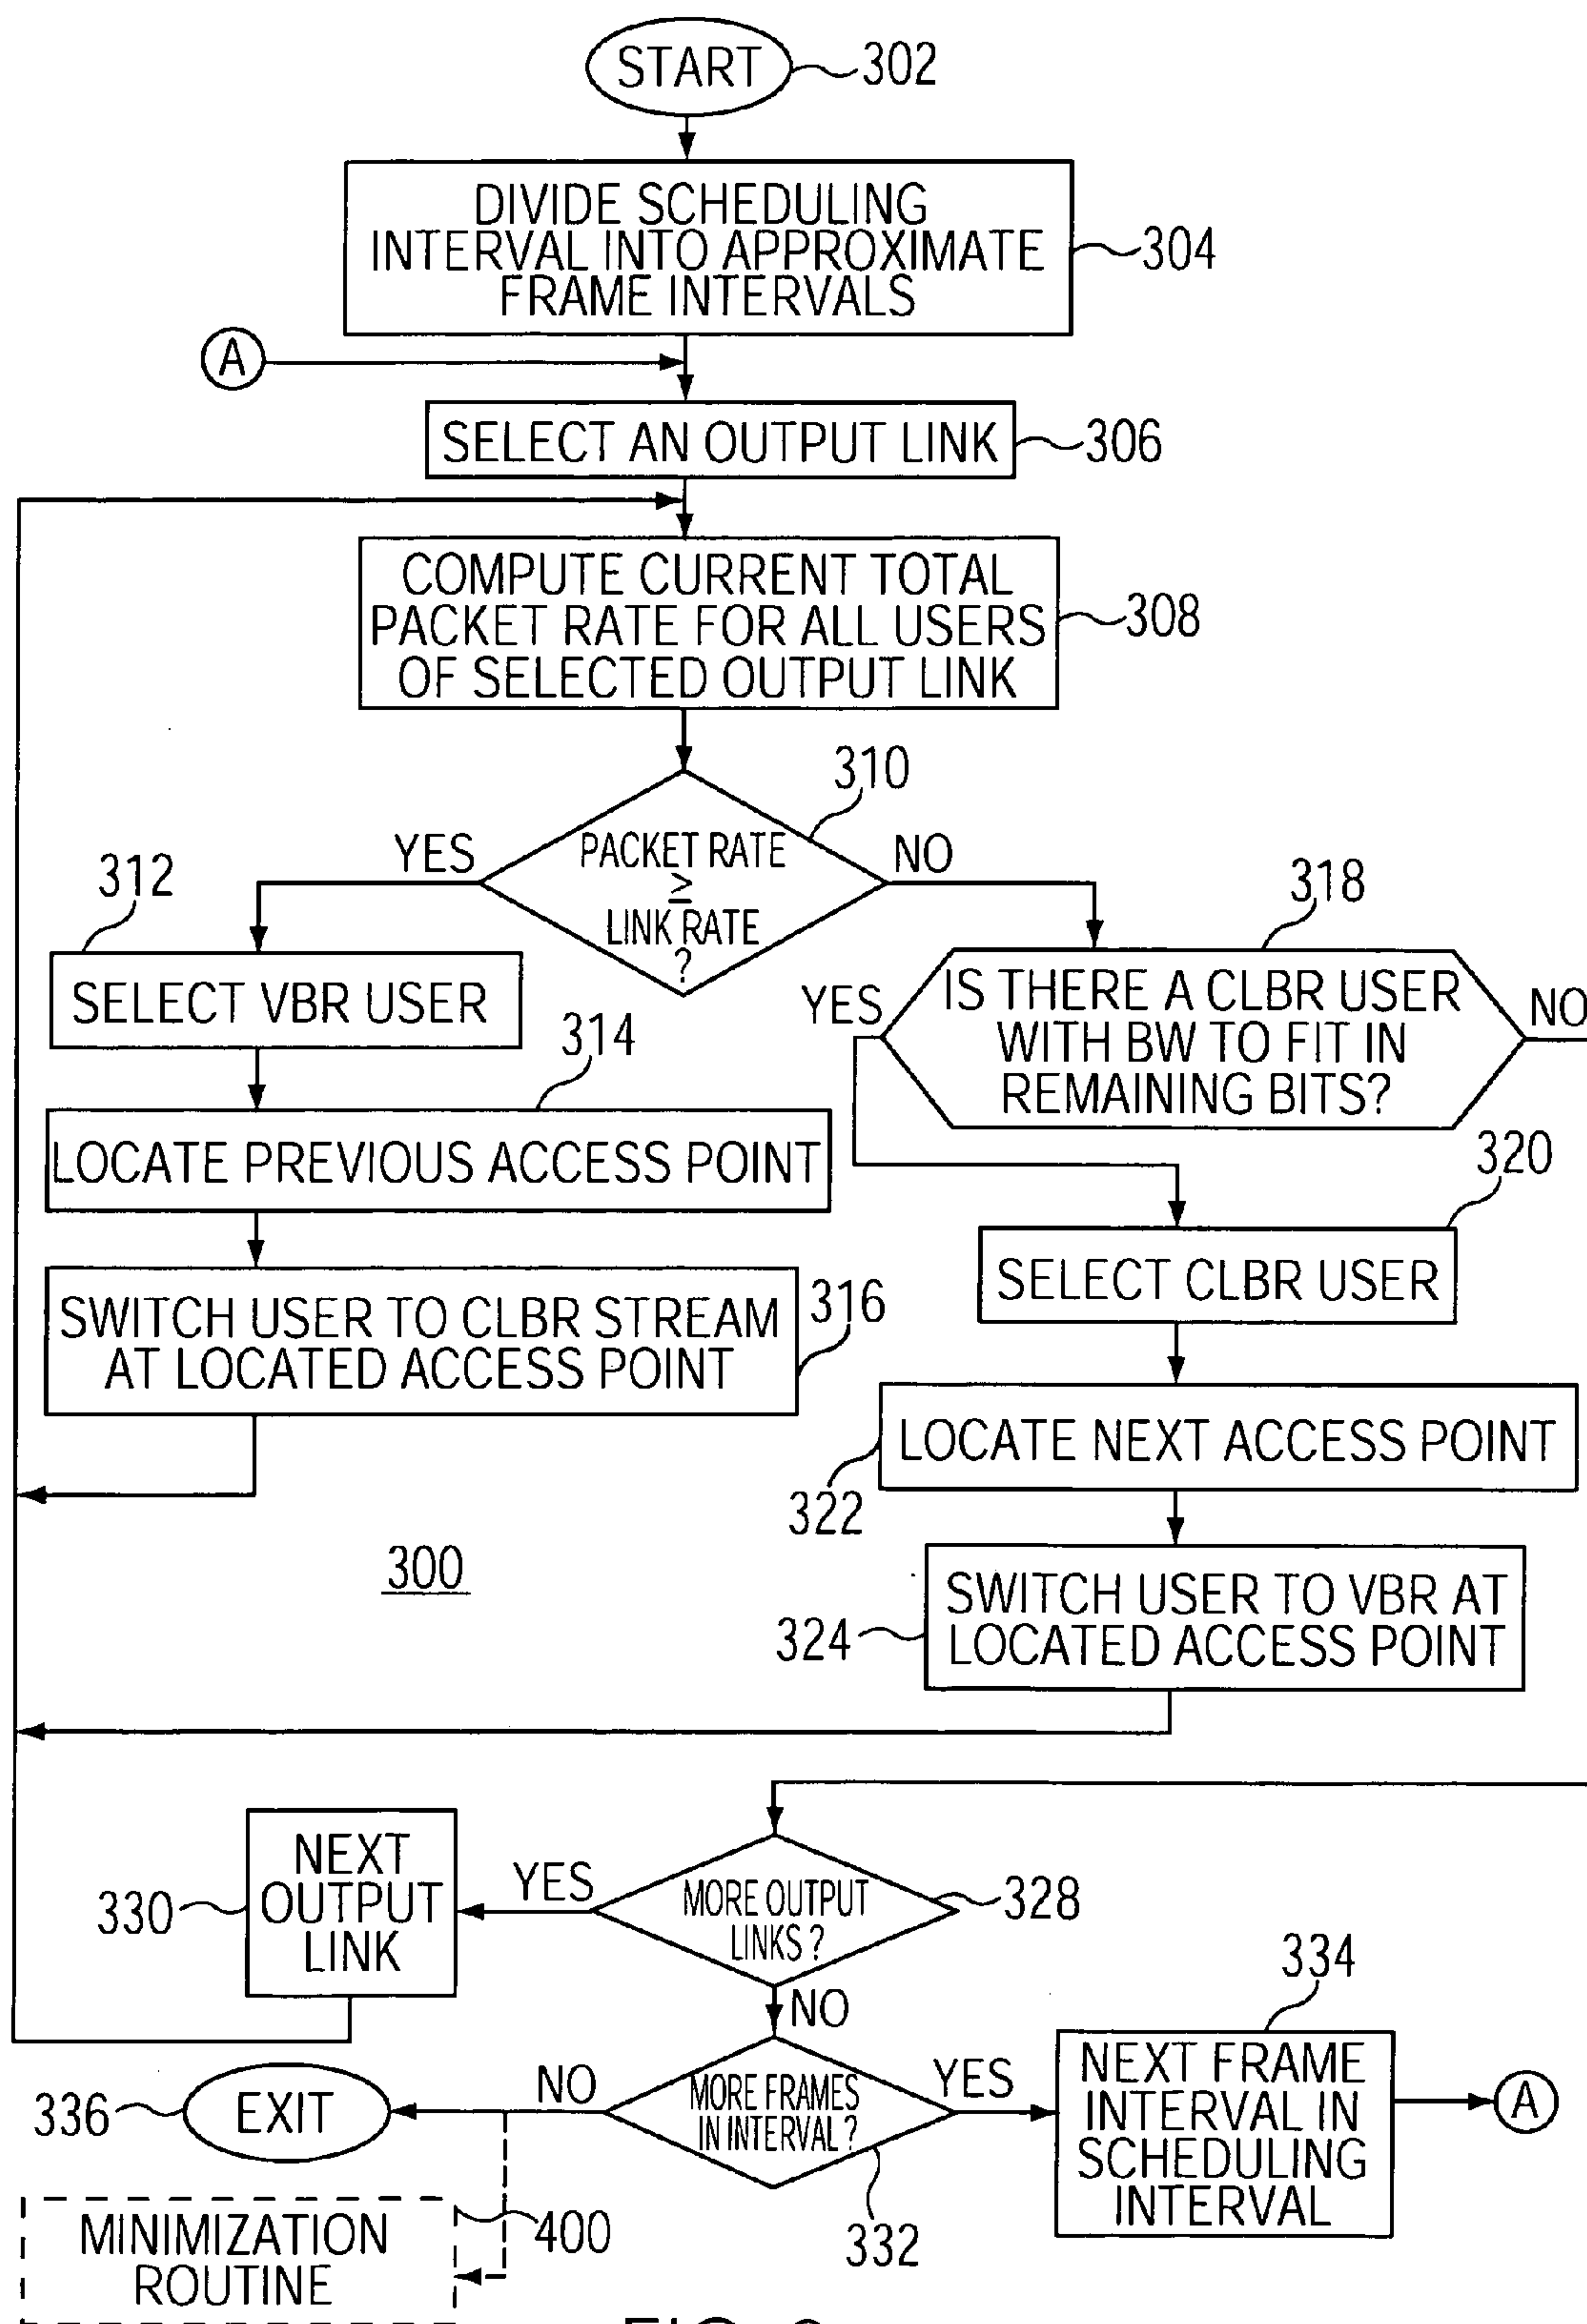 START
302
DIVIDE SCHEDULING
INTERVAL INTO APPROXIMATE
FRAME INTERVALS
304
A
SELECT AN OUTPUT LINK
306
COMPUTE CURRENT TOTAL
PACKET RATE FOR ALL USERS
OF SELECTED OUTPUT LINK
308
310
YES
PACKET RATE
≥
LINK RATE
?
NO
312
SELECT VBR USER
314
LOCATE PREVIOUS ACCESS POINT
SWITCH USER TO CLBR STREAM
AT LOCATED ACCESS POINT
316
318
YES
IS THERE A CLBR USER
WITH BW TO FIT IN
REMAINING BITS?
NO
320
SELECT CLBR USER
LOCATE NEXT ACCESS POINT
322
300
SWITCH USER TO VBR AT
LOCATED ACCESS POINT
324
NEXT
OUTPUT
LINK
330
YES
MORE OUTPUT
LINKS ?
328
NO
334
336
EXIT
NO
MORE FRAMES
IN INTERVAL ?
YES
332
NEXT FRAME
INTERVAL IN
SCHEDULING
INTERVAL
A
MINIMIZATION
ROUTINE
400